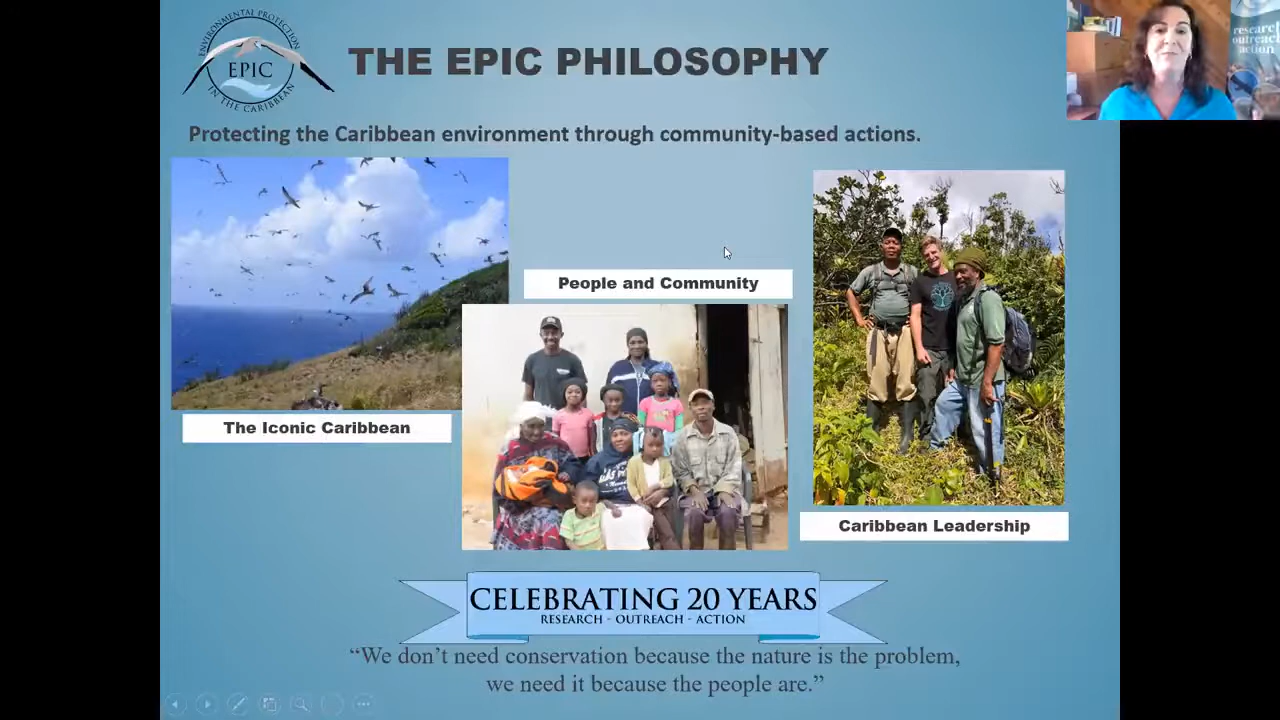 ENVIRONMENTAL PROTECTION
EPIC
IN THE CARIBBEAN
THE EPIC PHILOSOPHY
Protecting the Caribbean environment through community-based actions.
The Iconic Caribbean
People and Community
Caribbean Leadership
CELEBRATING 20 YEARS
RESEARCH - OUTREACH - ACTION
“We don’t need conservation because the nature is the problem,
we need it because the people are.”
outreach
action